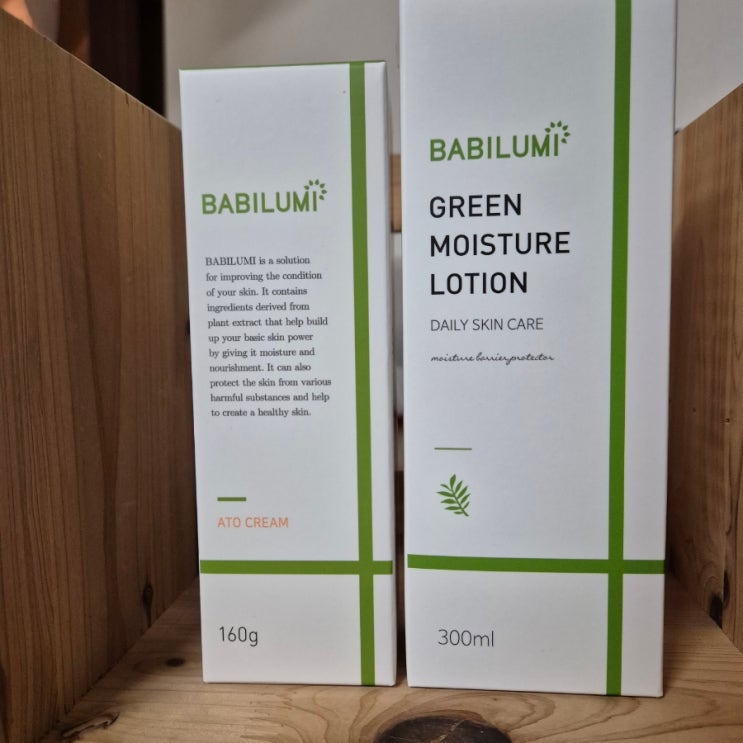 BABILUMI
BABILUMI is a solution
for improving the condition
of your skin. It contains
ingredients derived from
plant extract that help build
up your basic skin power
by giving it moisture and
nourishment. It can also
protect the skin from various
harmful substances and help
to create a healthy skin.
ATO CREAM
160g
BABILUMI
GREEN
MOISTURE
LOTION
DAILY SKIN CARE
moisture barrier protector
300ml